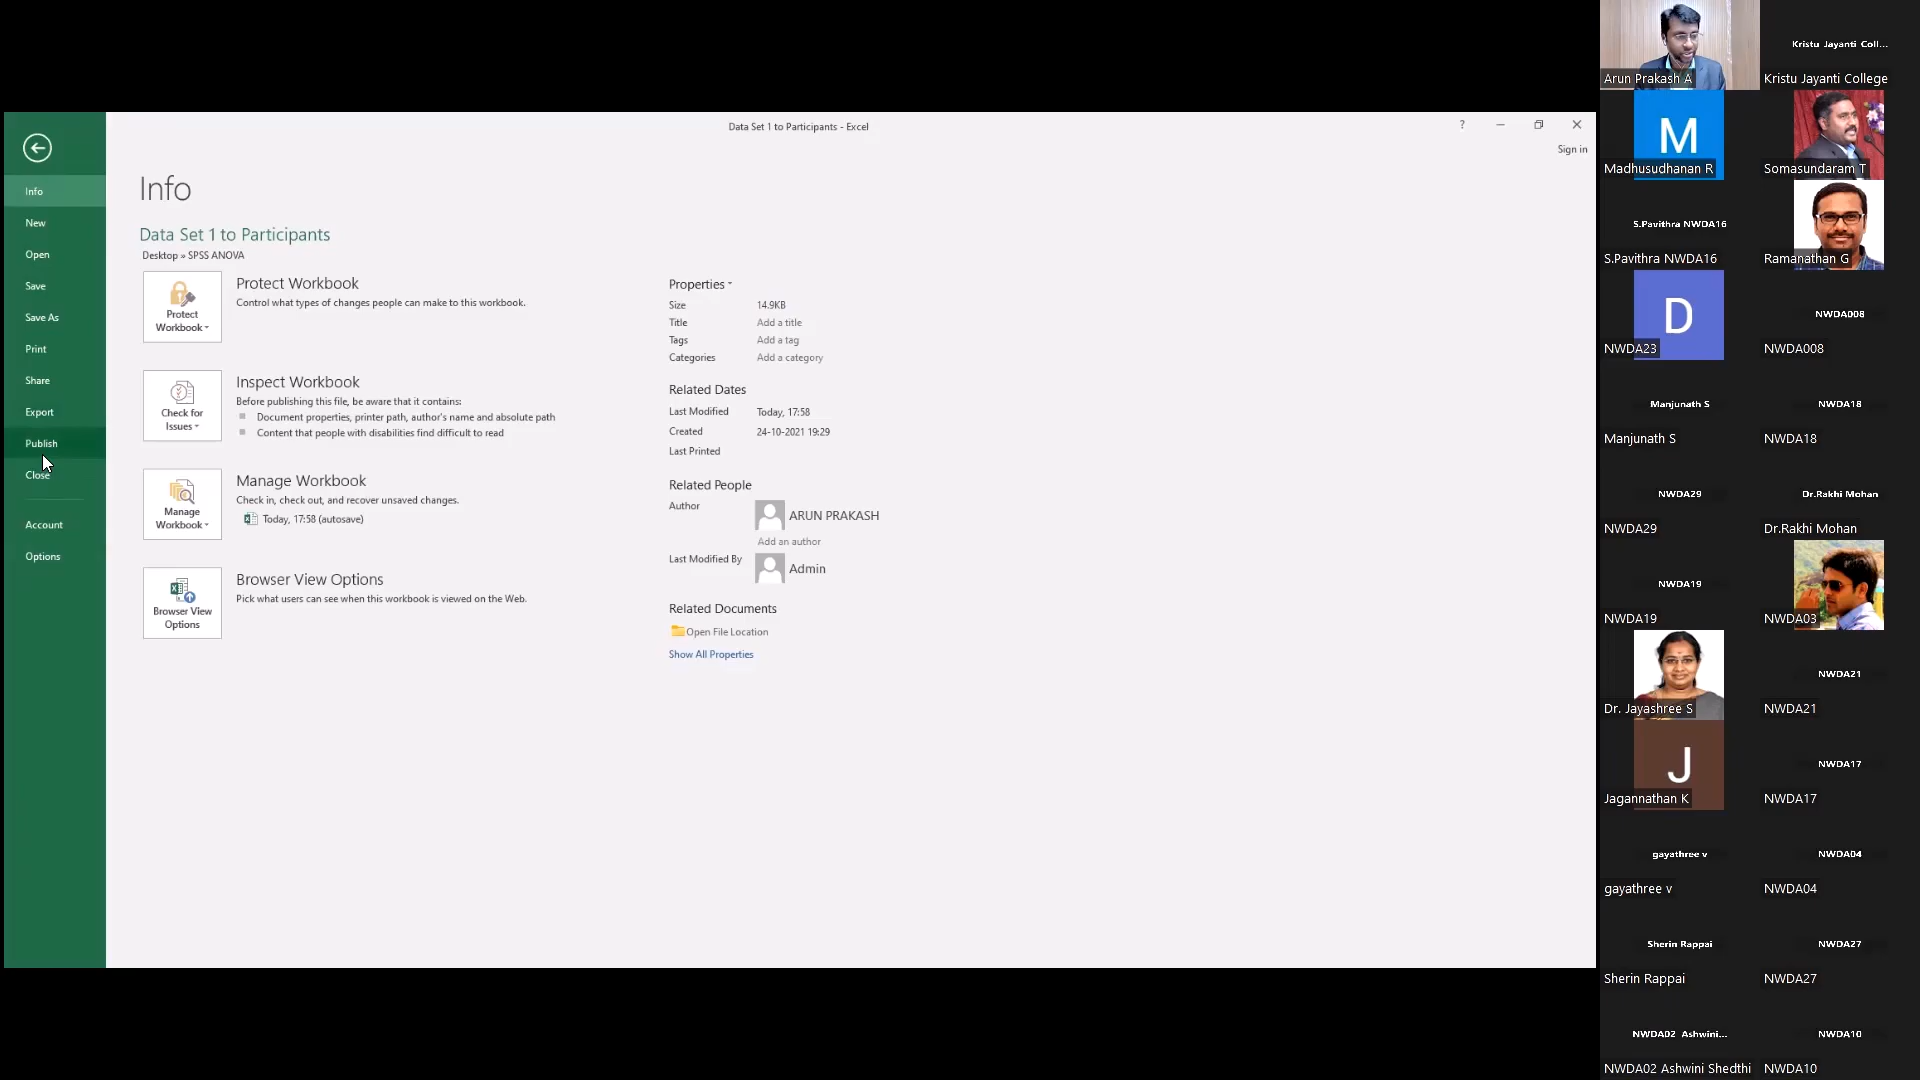 Data Set 1 to Participants - Excel
?
Sign in
Info
New
Open
Save
Save As
Print
Share
Export
Publish
Close
Account
Options
Info
Data Set 1 to Participants
Desktop » SPSS ANOVA
Protect
Workbook
Protect Workbook
Control what types of changes people can make to this workbook.
Check for
Issues
Inspect Workbook
Before publishing this file, be aware that it contains:
Document properties, printer path, author's name and absolute path
Content that people with disabilities find difficult to read
Manage
Workbook
Manage Workbook
Check in, check out, and recover unsaved changes.
Today, 17:58 (autosave)
Browser View
Options
Browser View Options
Pick what users can see when this workbook is viewed on the Web.
Properties
Size 14.9KB
Title Add a title
Tags Add a tag
Categories Add a category
Related Dates
Last Modified Today, 17:58
Created 24-10-2021 19:29
Last Printed
Related People
Author ARUN PRAKASH
Add an author
Last Modified By Admin
Related Documents
Open File Location
Show All Properties
Arun Prakash A
Kristu Jayanti Coll...
Kristu Jayanti College
M
Madhusudhanan R
Somasundaram T
S.Pavithra NWDA16
S.Pavithra NWDA16
Ramanathan G
D
NWDA23
NWDA008
NWDA008
Manjunath S
Manjunath S
NWDA18
NWDA18
NWDA29
NWDA29
Dr.Rakhi Mohan
Dr.Rakhi Mohan
NWDA19
NWDA19
NWDA03
Dr. Jayashree S
NWDA21
NWDA21
J
Jagannathan K
NWDA17
NWDA17
gayathree v
gayathree v
NWDA04
NWDA04
Sherin Rappai
Sherin Rappai
NWDA27
NWDA27
NWDA02 Ashwini...
NWDA02 Ashwini Shedthi
NWDA10
NWDA10